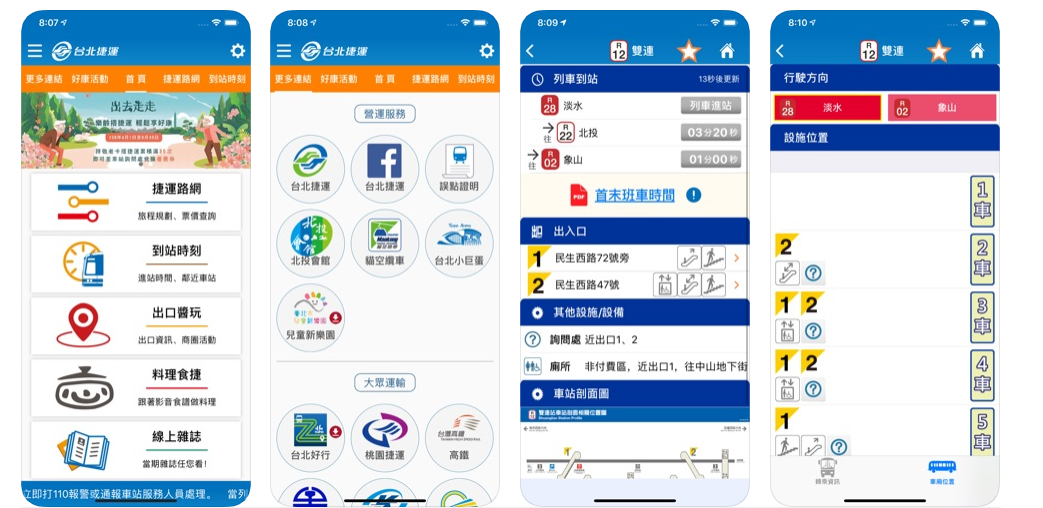 8:07
台北捷運
更多連結 好康活動 首頁 捷運路網 到站時刻
出去走走
樂齡搭捷運 輕鬆享好康
捷運路網
旅程規劃、票價查詢
到站時刻
進站時間、鄰近車站
出口醬玩
出口資訊、商圈活動
料理食捷
跟著影音食譜做料理
線上雜誌
當期雜誌任您看!
立即打110報警或通報車站服務人員處理。 當列
8:08
台北捷運
更多連結 好康活動 首頁 捷運路網 到站時刻
營運服務
台北捷運
台北捷運
誤點證明
北投會館
貓空纜車
台北小巨蛋
兒童新樂園
大眾運輸
台北好行
桃園捷運
台灣高鐵
高鐵
8:09
R 12 雙連
列車到站 13秒後更新
R 28 淡水 列車進站
往 R 22 北投 03分20秒
往 R 02 象山 01分00秒
PDF 首末班車時間
出入口
1 民生西路72號旁
2 民生西路47號
其他設施/設備
詢問處 近出口1、2
廁所 非付費區，近出口1，往中山地下街
車站剖面圖
1 2
8:10
R 12 雙連
行駛方向
R 28 淡水
R 02 象山
設施位置
1車
2
2車
1 2
3車
1 2
4車
1
5車
轉乘資訊
車廂位置